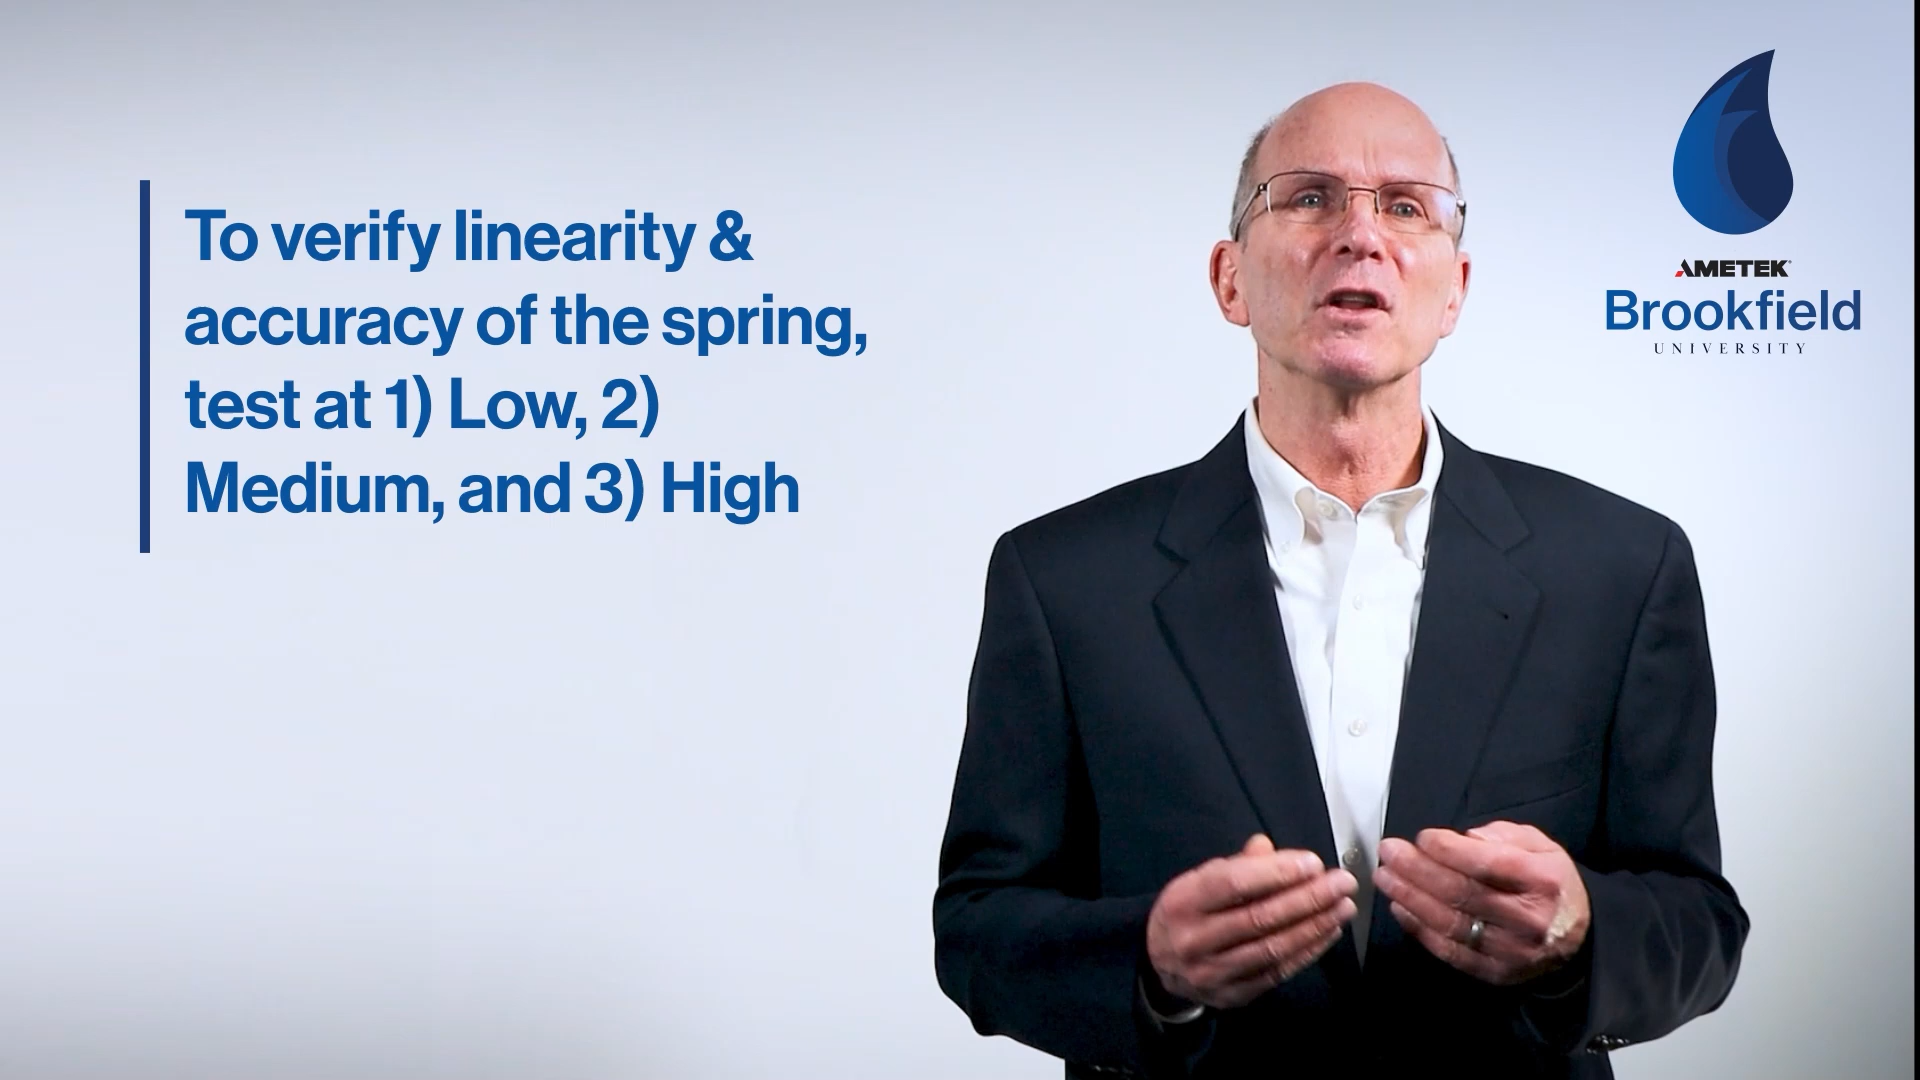 To verify linearity &
accuracy of the spring,
test at 1) Low, 2)
Medium, and 3) High
AMETEK
Brookfield
UNIVERSITY